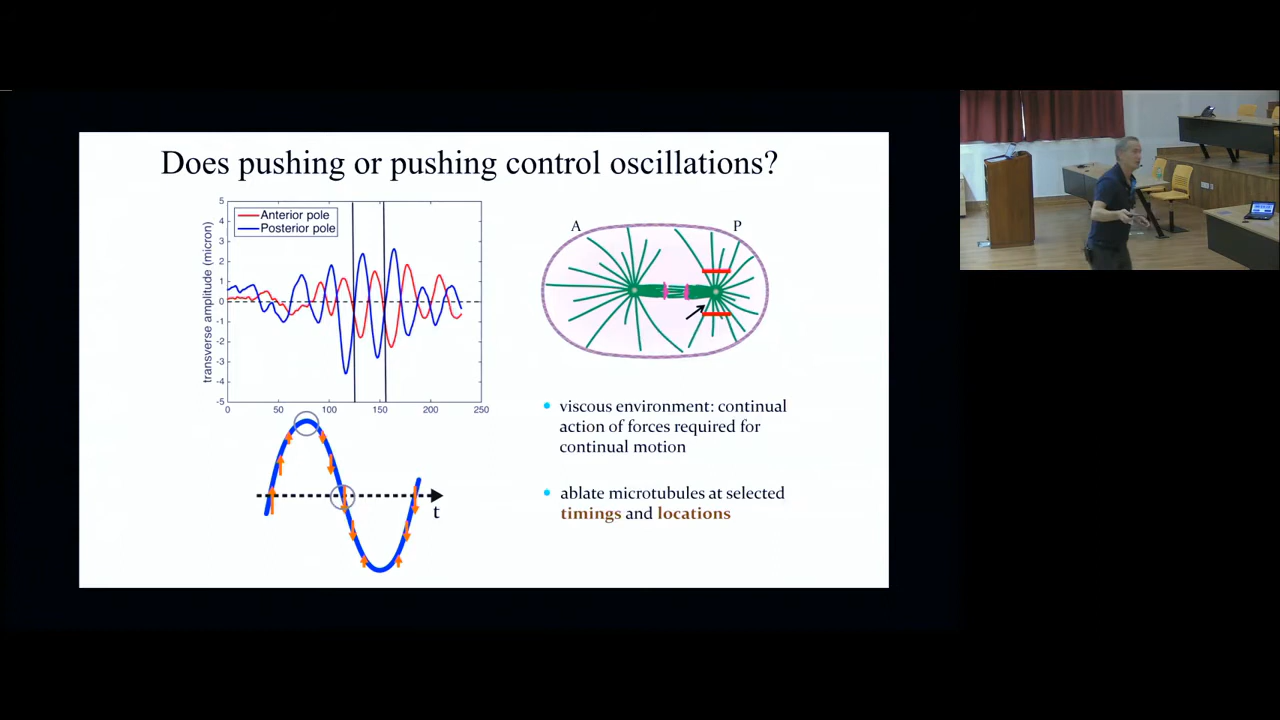 Does pushing or pushing control oscillations?
5
4
3
2
1
0
-1
-2
-3
-4
-5
transverse amplitude (micron)
Anterior pole
Posterior pole
0
50
100
150
200
250
t
A
P
viscous environment: continual
action of forces required for
continual motion
ablate microtubules at selected
timings and locations